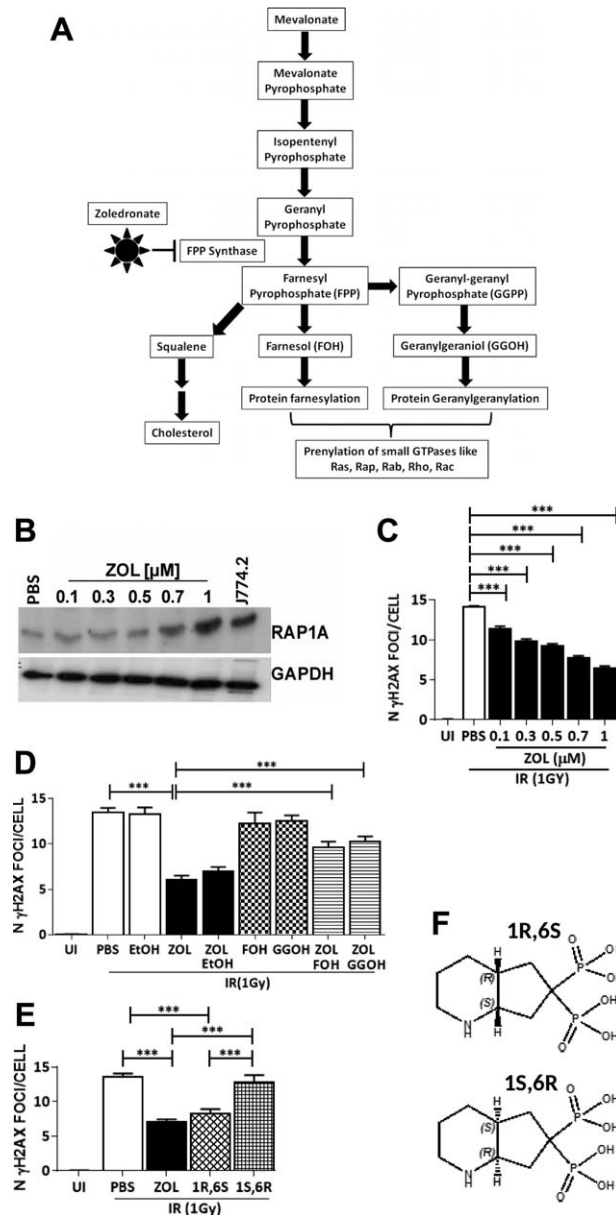 A
Mevalonate
Mevalonate
Pyrophosphate
Isopentenyl
Pyrophosphate
Geranyl
Pyrophosphate
Zoledronate
FPP Synthase
Farnesyl
Pyrophosphate (FPP)
Geranyl-geranyl
Pyrophosphate (GGPP)
Squalene
Farnesol (FOH)
Geranylgeraniol (GGOH)
Cholesterol
Protein farnesylation
Protein Geranylgeranylation
Prenylation of small GTPases like
Ras, Rap, Rab, Rho, Rac
B
ZOL [μM]
PBS
0.1 0.3 0.5 0.7 1
J774.2
RAP1A
GAPDH
C
***
***
***
***
***
N γH2AX FOCI/CELL
15
10
5
0
UI PBS 0.1 0.3 0.5 0.7 1
ZOL (μM)
IR (1GY)
D
***
***
***
N γH2AX FOCI/CELL
15
10
5
0
UI PBS EtOH ZOL ZOL EtOH FOH GGOH ZOL FOH ZOL GGOH
IR(1Gy)
E
***
***
***
***
N γH2AX FOCI/CELL
15
10
5
0
UI PBS ZOL 1R,6S 1S,6R
IR (1Gy)
F
1R,6S
H
(R)
(S)
N
H
H
O
P
OH
P
OH
O
1S,6R
H
(S)
(R)
N
H
H
O
OH
P
OH
OH
P
OH
O